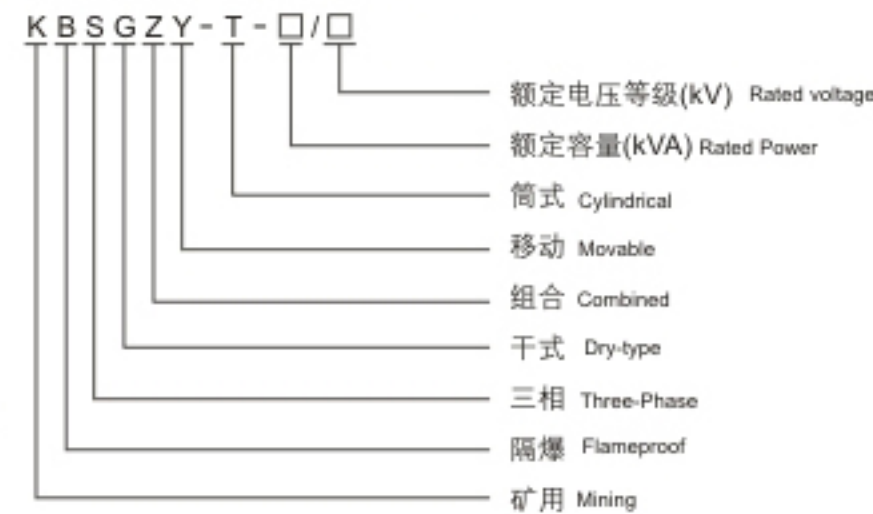 KBSGZY-T-□/□
额定电压等级(kV) Rated voltage
额定容量(kVA) Rated Power
筒式 Cylindrical
移动 Movable
组合 Combined
干式 Dry-type
三相 Three-Phase
隔爆 Flameproof
矿用 Mining